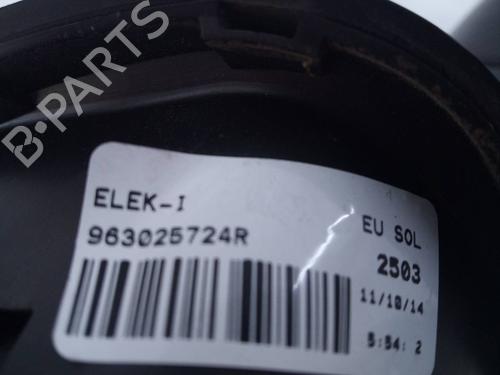 B-PARTS
ELEK-I
963025724R
EU SOL
2503
11/10/14
5:54: 2